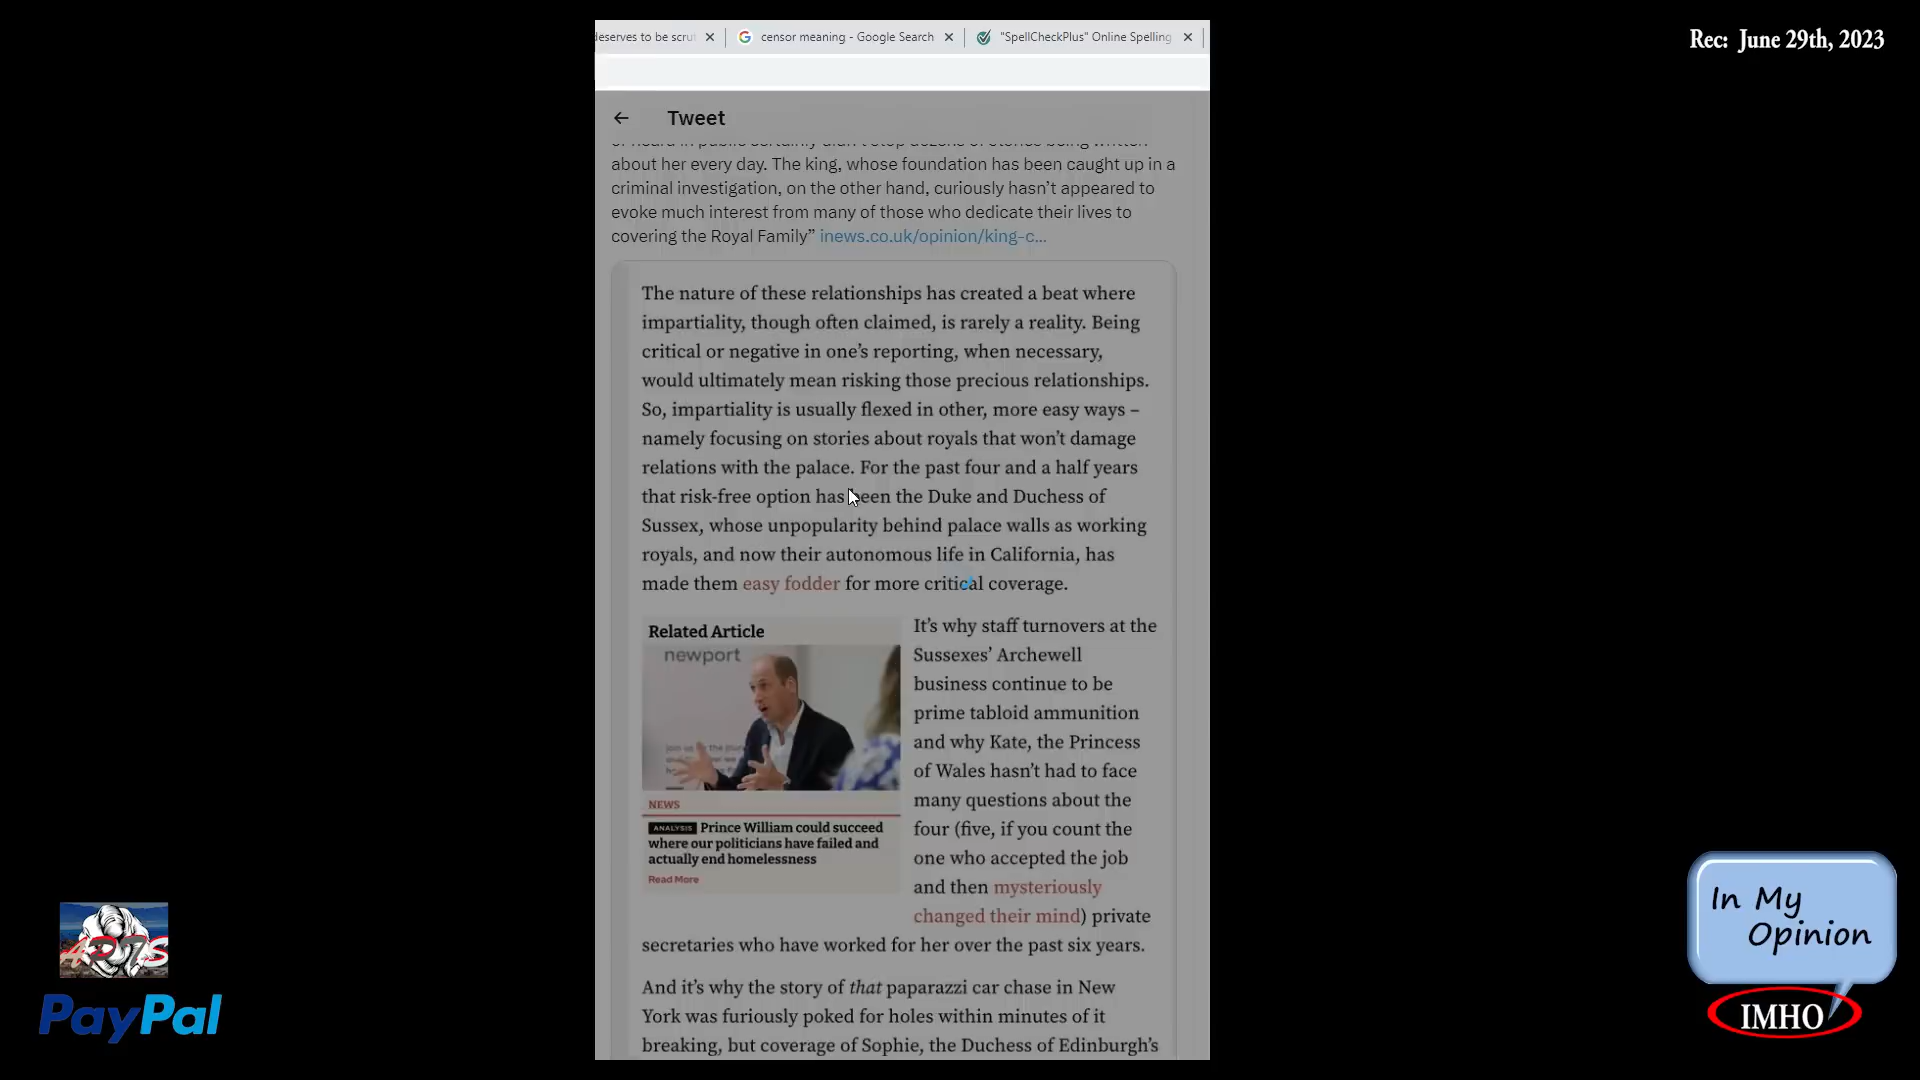 deserves to be scrut
censor meaning - Google Search
"SpellCheckPlus" Online Spelling
Rec: June 29th, 2023
Tweet
or heard in public certainly didn't stop dozens of stories being written
about her every day. The king, whose foundation has been caught up in a
criminal investigation, on the other hand, curiously hasn't appeared to
evoke much interest from many of those who dedicate their lives to
covering the Royal Family” inews.co.uk/opinion/king-c...
The nature of these relationships has created a beat where
impartiality, though often claimed, is rarely a reality. Being
critical or negative in one's reporting, when necessary,
would ultimately mean risking those precious relationships.
So, impartiality is usually flexed in other, more easy ways –
namely focusing on stories about royals that won't damage
relations with the palace. For the past four and a half years
that risk-free option has been the Duke and Duchess of
Sussex, whose unpopularity behind palace walls as working
royals, and now their autonomous life in California, has
made them easy fodder for more critical coverage.
Related Article
newport
NEWS
ANALYSIS Prince William could succeed
where our politicians have failed and
actually end homelessness
Read More
It's why staff turnovers at the
Sussexes' Archewell
business continue to be
prime tabloid ammunition
and why Kate, the Princess
of Wales hasn't had to face
many questions about the
four (five, if you count the
one who accepted the job
and then mysteriously
changed their mind) private
secretaries who have worked for her over the past six years.
And it's why the story of that paparazzi car chase in New
York was furiously poked for holes within minutes of it
breaking, but coverage of Sophie, the Duchess of Edinburgh's
PayPal
In My
Opinion
IMHO